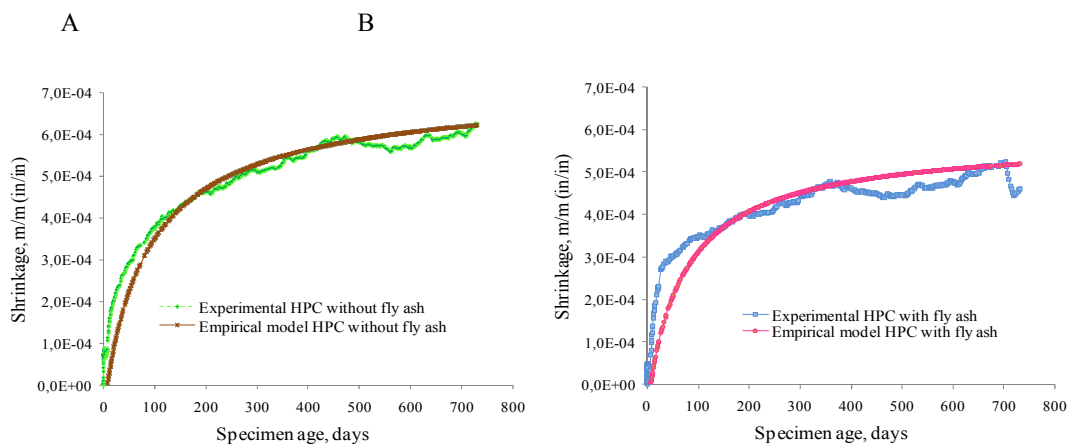 A B
7,0E-04
6,0E-04
5,0E-04
4,0E-04
3,0E-04
2,0E-04
1,0E-04
0,0E+00
Shrinkage, m/m (in/in)
Experimental HPC without fly ash
Empirical model HPC without fly ash
0 100 200 300 400 500 600 700 800
Specimen age, days
7,0E-04
6,0E-04
5,0E-04
4,0E-04
3,0E-04
2,0E-04
1,0E-04
0,0E+00
Shrinkage, m/m (in/in)
Experimental HPC with fly ash
Empirical model HPC with fly ash
0 100 200 300 400 500 600 700 800
Specimen age, days